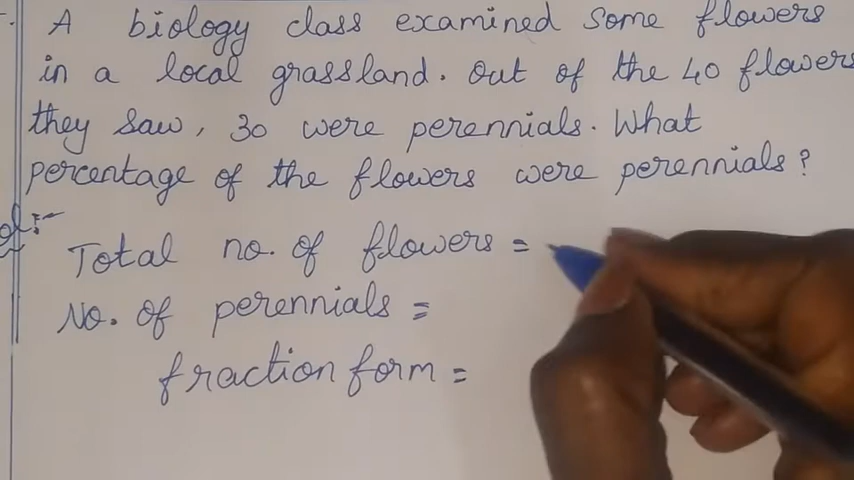 A biology class examined some flowers
in a local grassland. Out of the 40 flowers
they saw, 30 were perennials. What
percentage of the flowers were perennials?
Total no. of flowers =
No. of perennials =
fraction form =